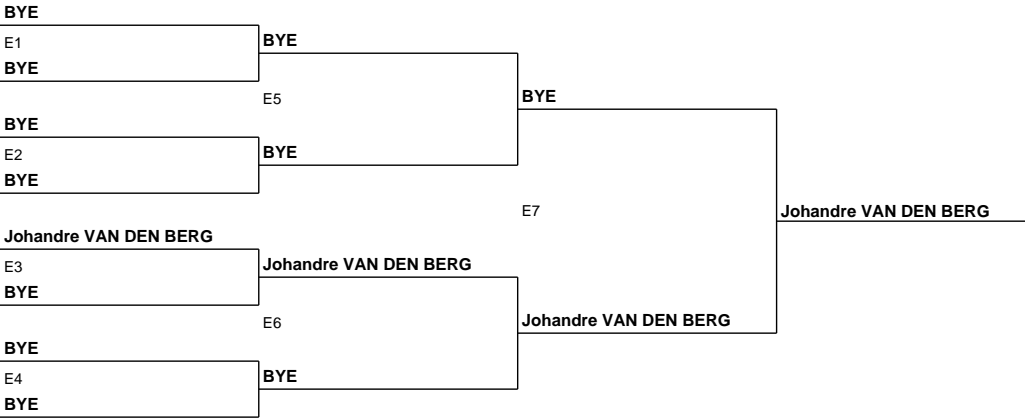 BYE
E1
BYE
BYE
E5
BYE
BYE
E2
BYE
BYE
E7
Johandre VAN DEN BERG
Johandre VAN DEN BERG
E3
Johandre VAN DEN BERG
BYE
E6
Johandre VAN DEN BERG
BYE
E4
BYE
BYE